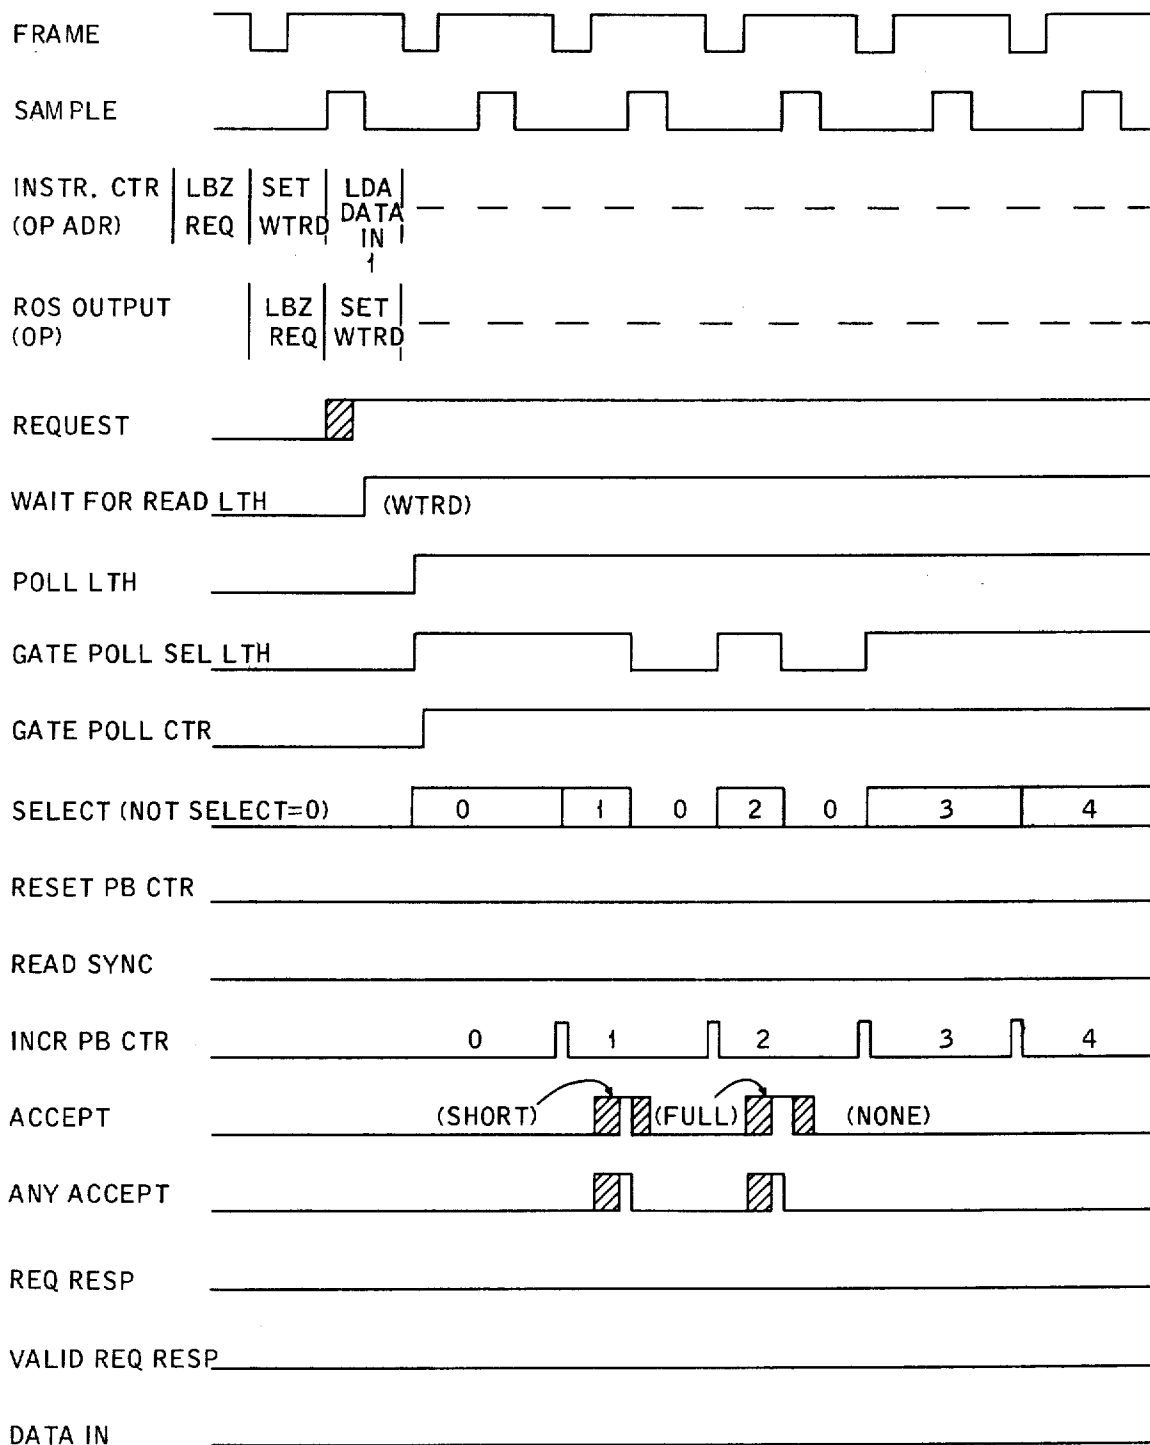 FRAME
SAMPLE
INSTR. CTR LBZ SET LDA
(OP ADR) REQ WTRD DATA
IN
1
ROS OUTPUT LBZ SET
(OP) REQ WTRD
REQUEST
WAIT FOR READ LTH (WTRD)
POLL LTH
GATE POLL SEL LTH
GATE POLL CTR
SELECT (NOT SELECT=0) 0 1 0 2 0 3 4
RESET PB CTR
READ SYNC
INCR PB CTR 0 1 2 3 4
ACCEPT (SHORT) (FULL) (NONE)
ANY ACCEPT
REQ RESP
VALID REQ RESP
DATA IN